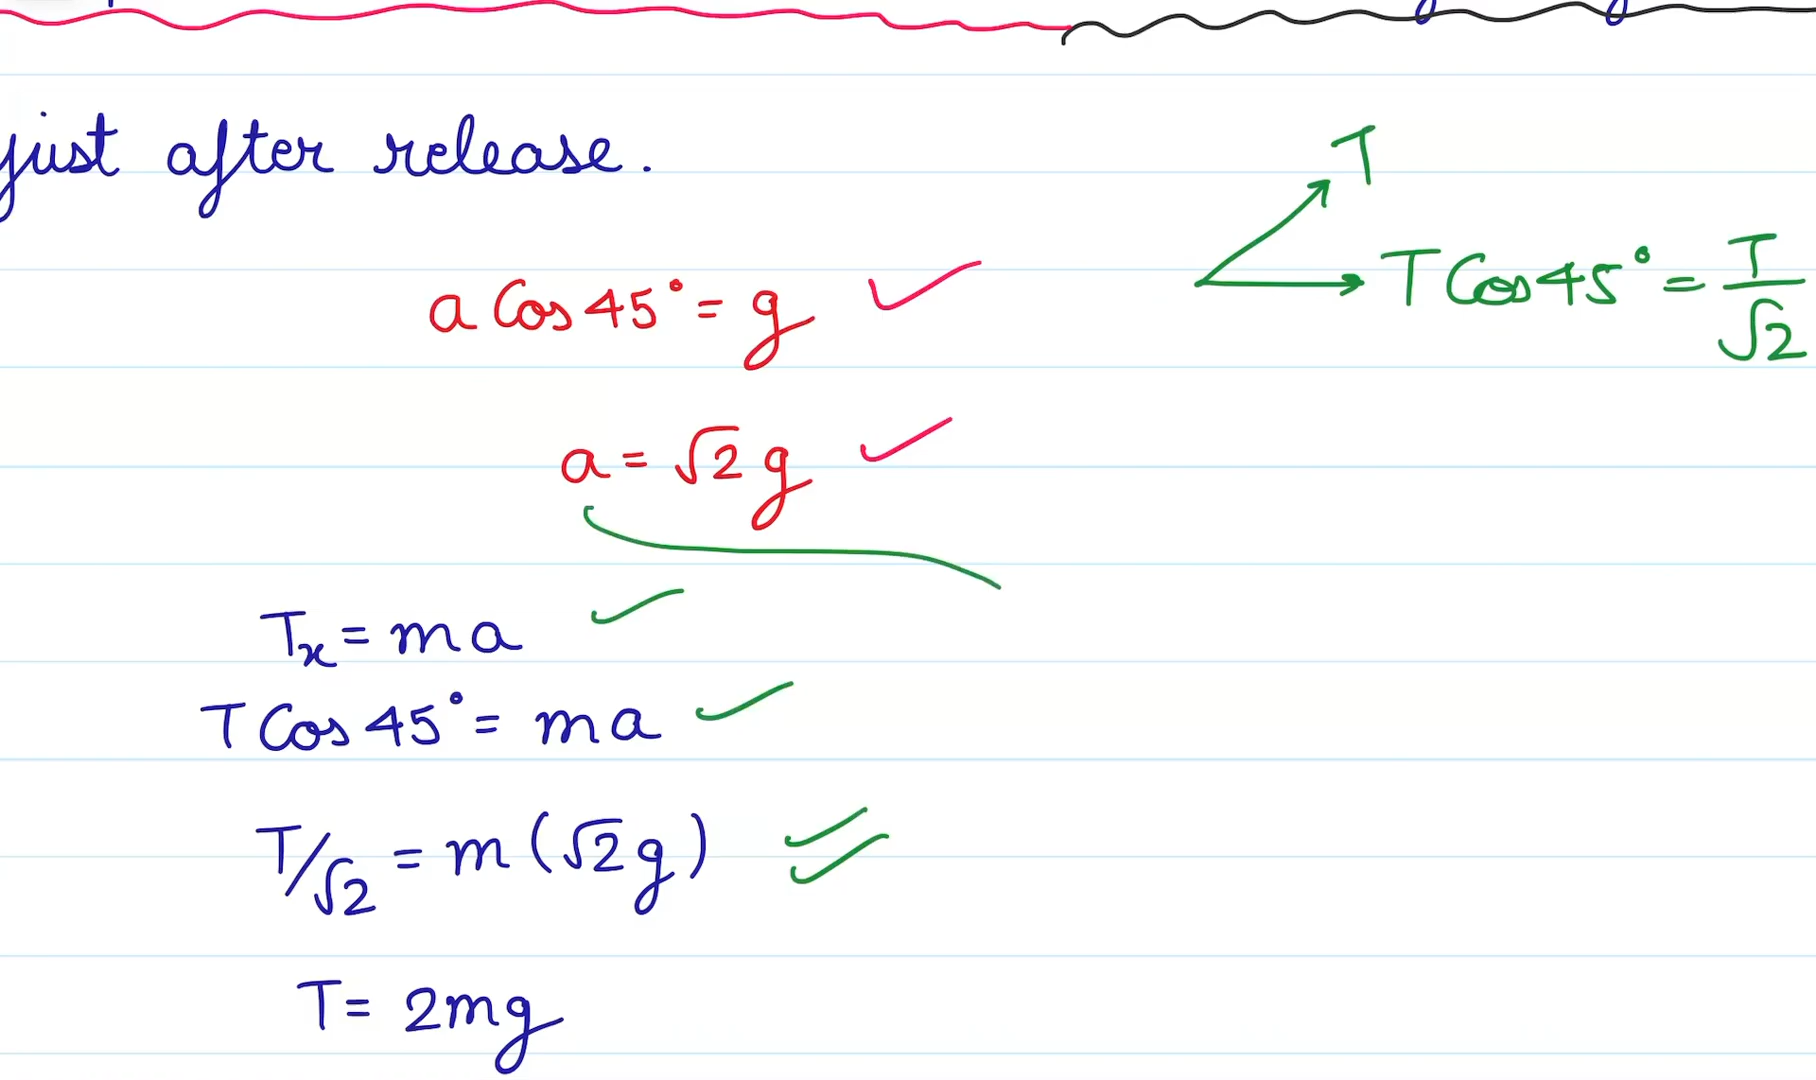 just after release.
T
T Cos 45° = T/√2
a Cos 45° = g
a = √2 g
Tx = ma
T Cos 45° = ma
T/√2 = m (√2 g)
T = 2mg